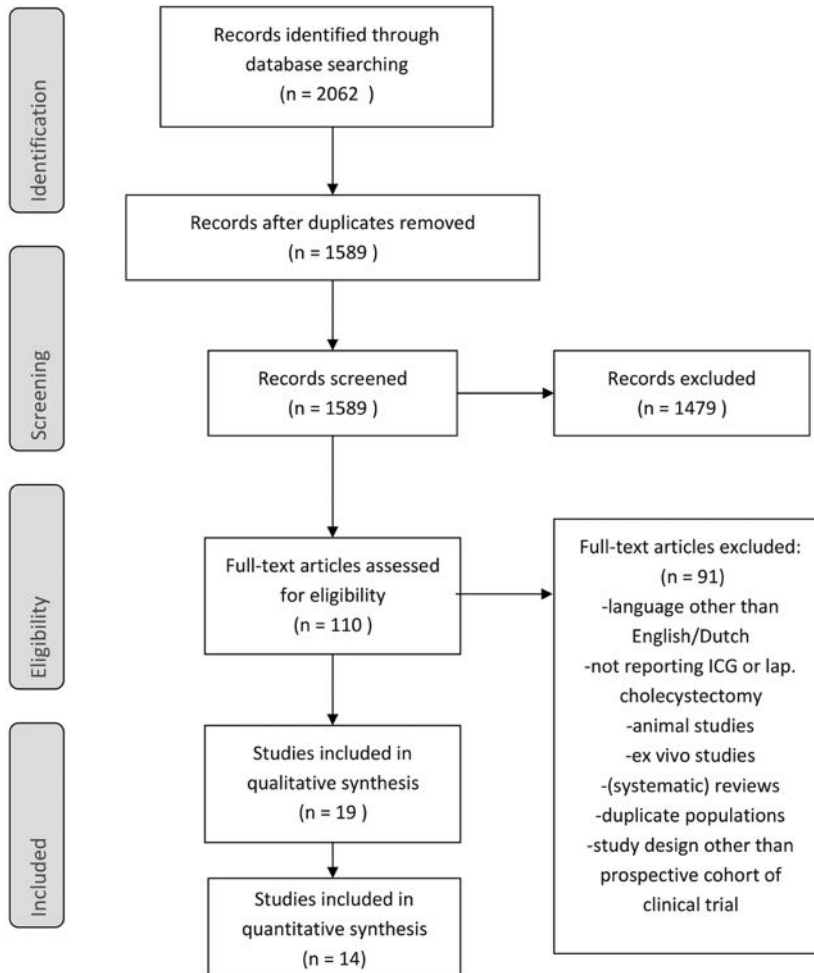 Identification
Records identified through
database searching
(n = 2062 )
Records after duplicates removed
(n = 1589 )
Screening
Records screened
(n = 1589 )
Records excluded
(n = 1479 )
Eligibility
Full-text articles assessed
for eligibility
(n = 110 )
Full-text articles excluded:
(n = 91)
-language other than
English/Dutch
-not reporting ICG or lap.
cholecystectomy
-animal studies
-ex vivo studies
-(systematic) reviews
-duplicate populations
-study design other than
prospective cohort of
clinical trial
Included
Studies included in
qualitative synthesis
(n = 19 )
Studies included in
quantitative synthesis
(n = 14)